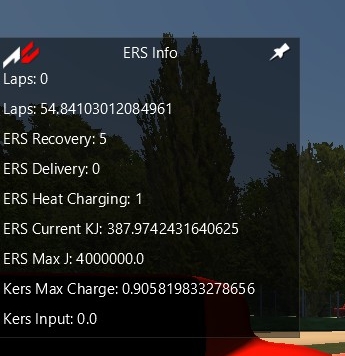 ERS Info
Laps: 0
Laps: 54.84103012084961
ERS Recovery: 5
ERS Delivery: 0
ERS Heat Charging: 1
ERS Current KJ: 387.9742431640625
ERS Max J: 4000000.0
Kers Max Charge: 0.905819833278656
Kers Input: 0.0